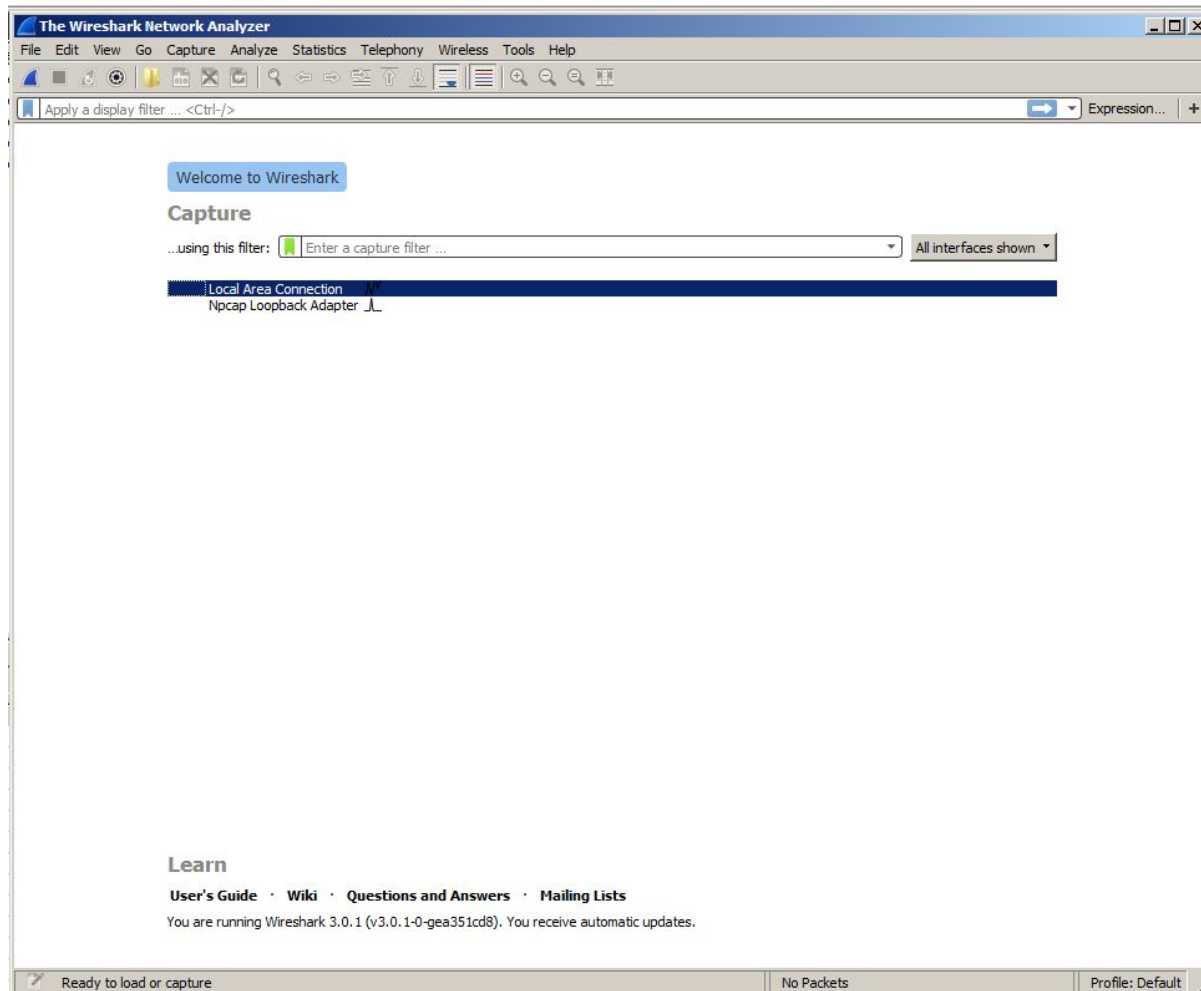 The Wireshark Network Analyzer
File Edit View Go Capture Analyze Statistics Telephony Wireless Tools Help
Apply a display filter ... <Ctrl-/> Expression... +
Welcome to Wireshark
Capture
...using this filter: Enter a capture filter ... All interfaces shown
Local Area Connection
Npcap Loopback Adapter
Learn
User's Guide · Wiki · Questions and Answers · Mailing Lists
You are running Wireshark 3.0.1 (v3.0.1-0-gea351cd8). You receive automatic updates.
Ready to load or capture No Packets Profile: Default